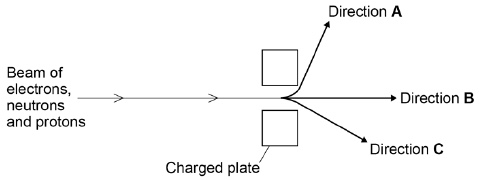 Direction A
Beam of
electrons,
neutrons
and protons
Direction B
Direction C
Charged plate